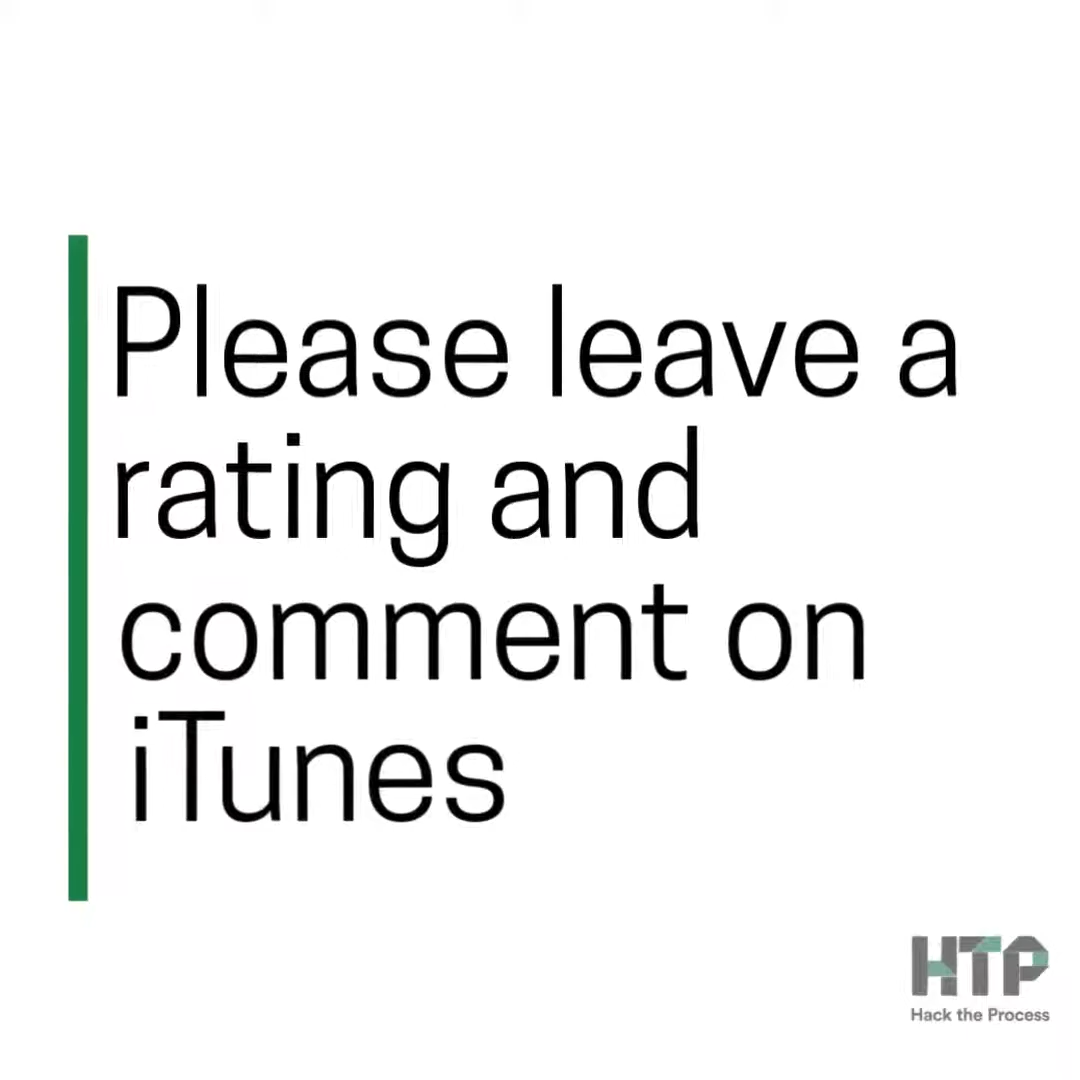 Please leave a
rating and
comment on
iTunes
HTP
Hack the Process